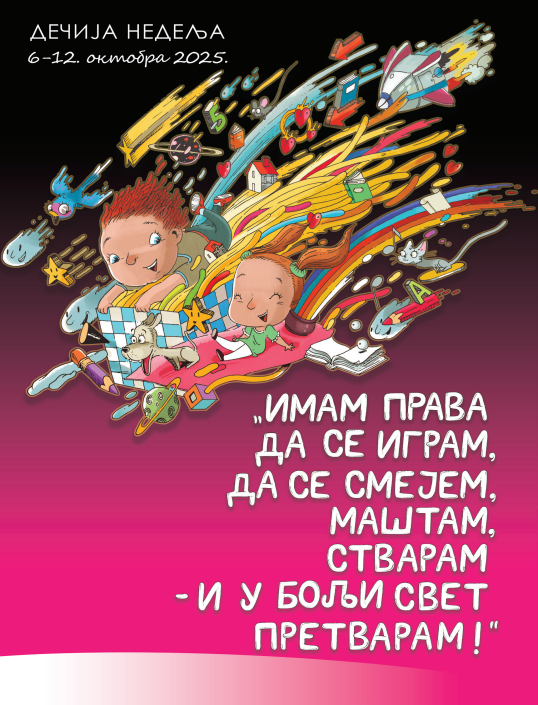 ДЕЧИЈА НЕДЕЉА
6-12. октобра 2025.
Б
А
„ИМАМ ПРАВА
ДА СЕ ИГРАМ,
ДА СЕ СМЕЈЕМ,
МАШТАМ,
СТВАРАМ
- И У БОЉИ СВЕТ
ПРЕТВАРАМ!“